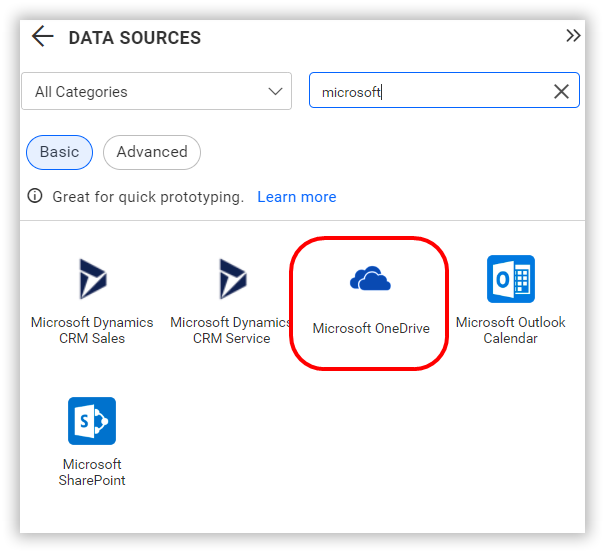 DATA SOURCES
All Categories
microsoft
Basic
Advanced
Great for quick prototyping. Learn more
Microsoft Dynamics
CRM Sales
Microsoft Dynamics
CRM Service
Microsoft OneDrive
Microsoft Outlook
Calendar
Microsoft
SharePoint